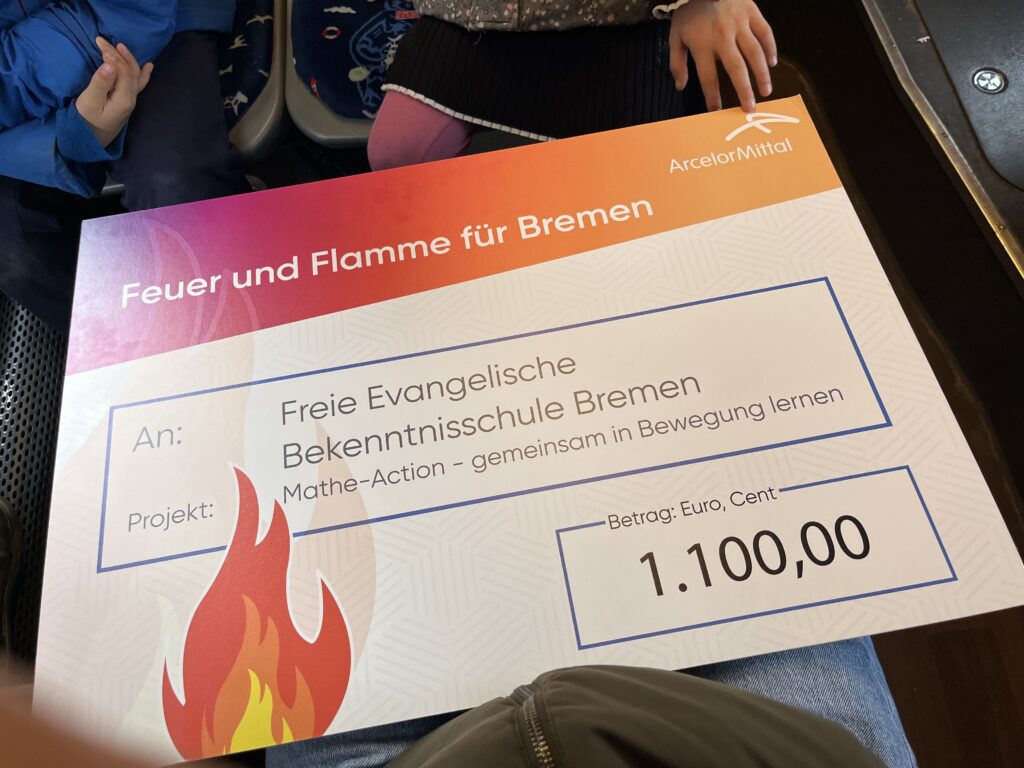 ArcelorMittal
Feuer und Flamme für Bremen
An:
Freie Evangelische
Bekenntnisschule Bremen
Projekt:
Mathe-Action - gemeinsam in Bewegung lernen
Betrag: Euro, Cent
1.100,00